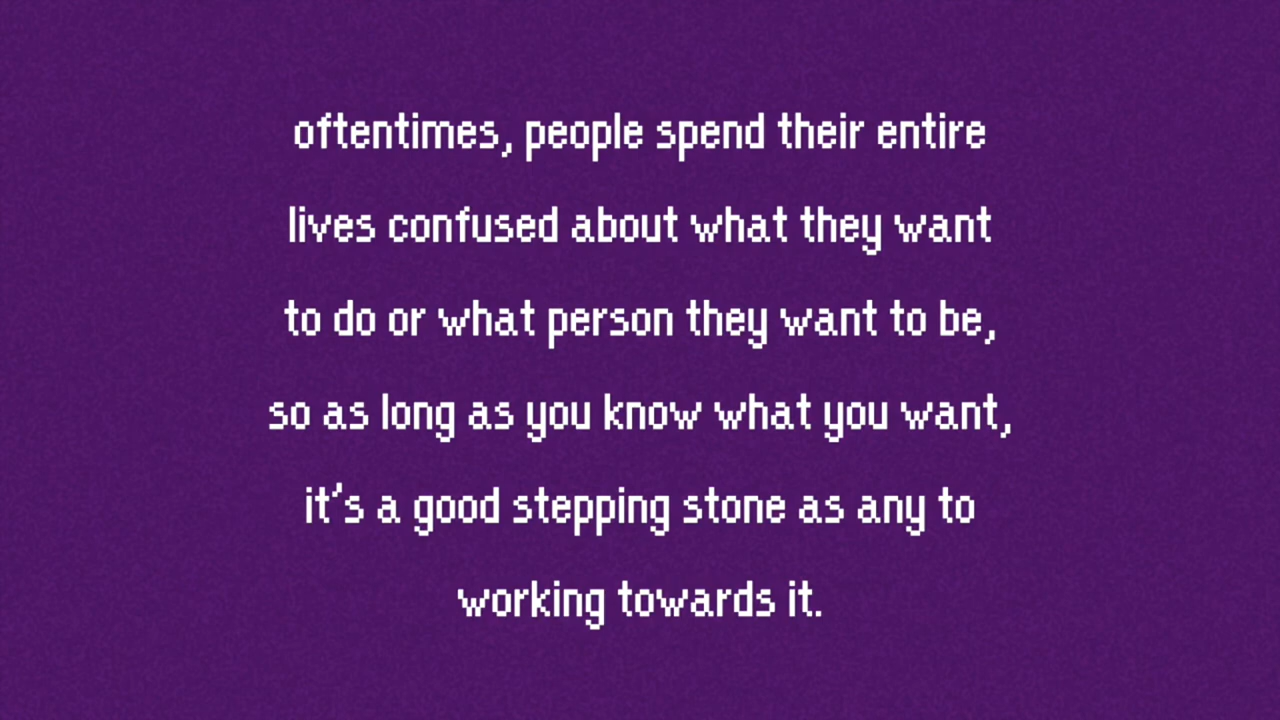 oftentimes, people spend their entire
lives confused about what they want
to do or what person they want to be,
so as long as you know what you want,
it's a good stepping stone as any to
working towards it.